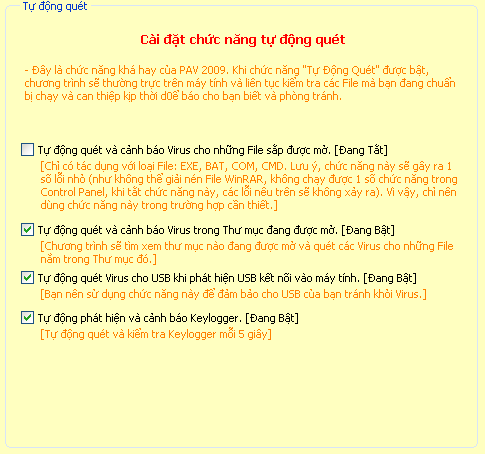 Tự động quét
Cài đặt chức năng tự động quét
- Đây là chức năng khá hay của PAV 2009. Khi chức năng "Tự Động Quét" được bật,
chương trình sẽ thường trực trên máy tính và liên tục kiểm tra các File mà bạn đang chuẩn
bị chạy và can thiệp kịp thời dơể báo cho bạn biết và phòng tránh.
Tự động quét và cảnh báo Virus cho những File sắp được mở. [Đang Tắt]
[Chỉ có tác dụng với loại File: EXE, BAT, COM, CMD. Lưu ý, chức năng này sẽ gây ra 1
số lỗi nhỏ (như không thể giải nén File WinRAR, không chạy được 1 số chức năng trong
Control Panel, khi tắt chức năng này, các lỗi nêu trên sẽ không xảy ra). Vì vậy, chỉ nên
dùng chức năng này trong trường hợp cần thiết.]
Tự động quét và cảnh báo Virus trong Thư mục đang được mở. [Đang Bật]
[Chương trình sẽ tìm xem thư mục nào đang được mở và quét các Virus cho những File
nằm trong Thư mục đó.]
Tự động quét Virus cho USB khi phát hiện USB kết nối vào máy tính. [Đang Bật]
[Bạn nên sử dụng chức năng này để đảm bảo cho USB của bạn tránh khỏi Virus.]
Tự động phát hiện và cảnh báo Keylogger. [Đang Bật]
[Tự động quét và kiểm tra Keylogger mỗi 5 giây]